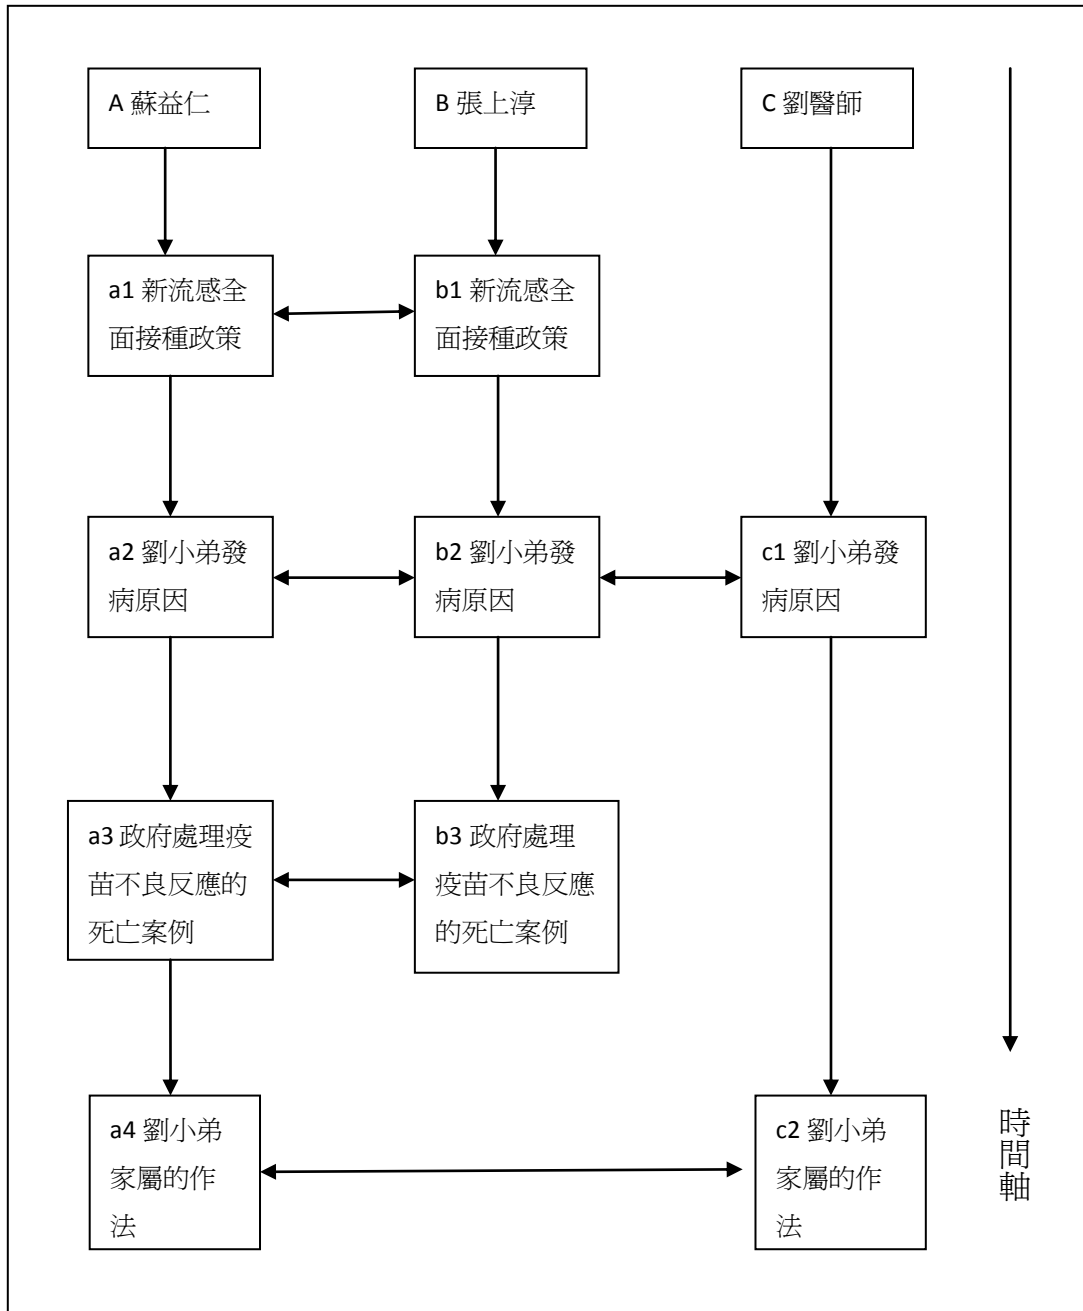 A 蘇益仁
B 張上淳
C 劉醫師
a1 新流感全
面接種政策
b1 新流感全
面接種政策
a2 劉小弟發
病原因
b2 劉小弟發
病原因
c1 劉小弟發
病原因
a3 政府處理疫
苗不良反應的
死亡案例
b3 政府處理
疫苗不良反應
的死亡案例
a4 劉小弟
家屬的作
法
c2 劉小弟
家屬的作
法
時間軸